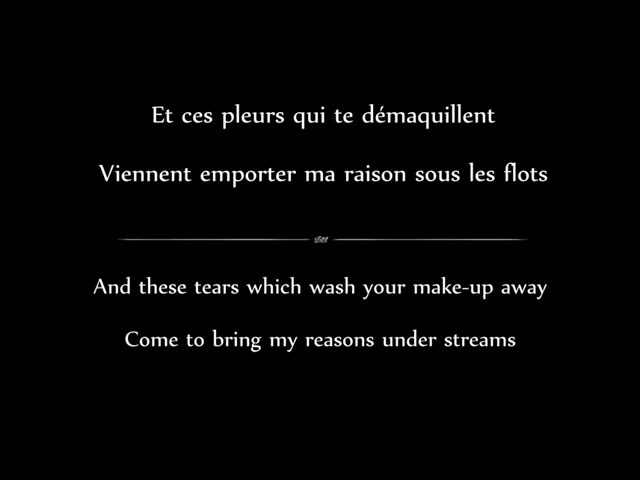 Et ces pleurs qui te démaquillent
Viennent emporter ma raison sous les flots
And these tears which wash your make-up away
Come to bring my reasons under streams